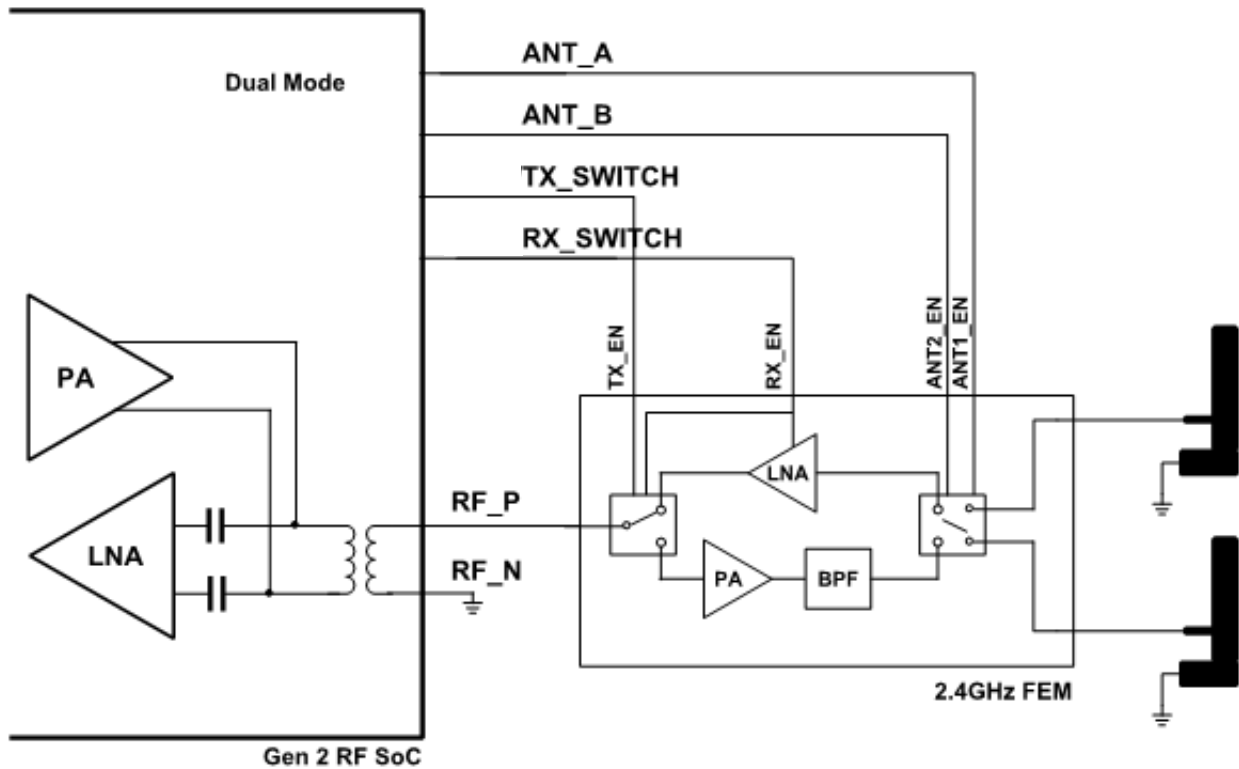 ANT_A
Dual Mode
ANT_B
TX_SWITCH
RX_SWITCH
TX_EN
RX_EN
ANT2_EN
ANT1_EN
PA
LNA
LNA
RF_P
RF_N
PA
BPF
2.4GHz FEM
Gen 2 RF SoC